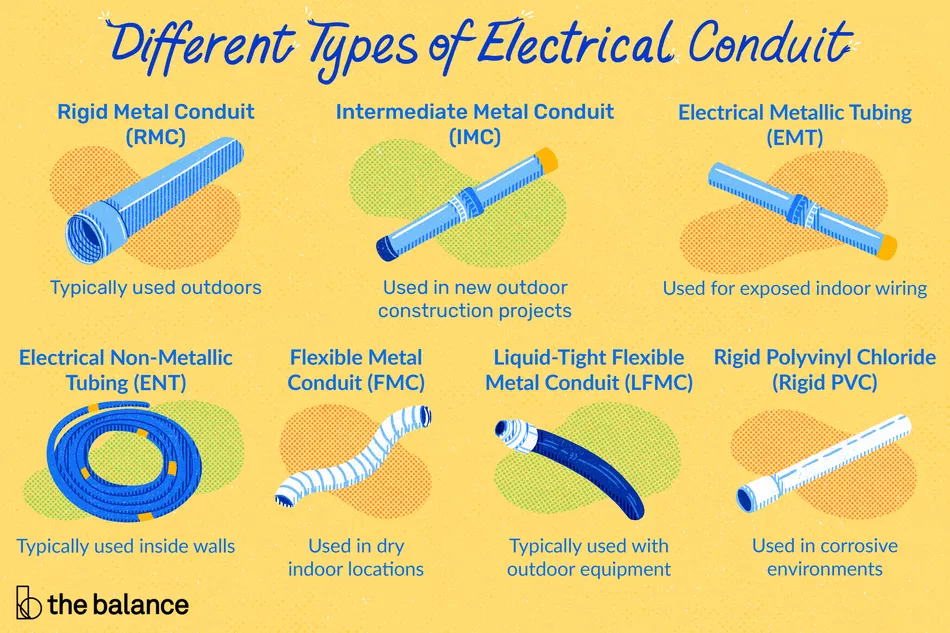 Different Types of Electrical Conduit
Rigid Metal Conduit
(RMC)
Typically used outdoors
Intermediate Metal Conduit
(IMC)
Used in new outdoor
construction projects
Electrical Metallic Tubing
(EMT)
Used for exposed indoor wiring
Electrical Non-Metallic
Tubing (ENT)
Typically used inside walls
Flexible Metal
Conduit (FMC)
Used in dry
indoor locations
Liquid-Tight Flexible
Metal Conduit (LFMC)
Typically used with
outdoor equipment
Rigid Polyvinyl Chloride
(Rigid PVC)
Used in corrosive
environments
the balance